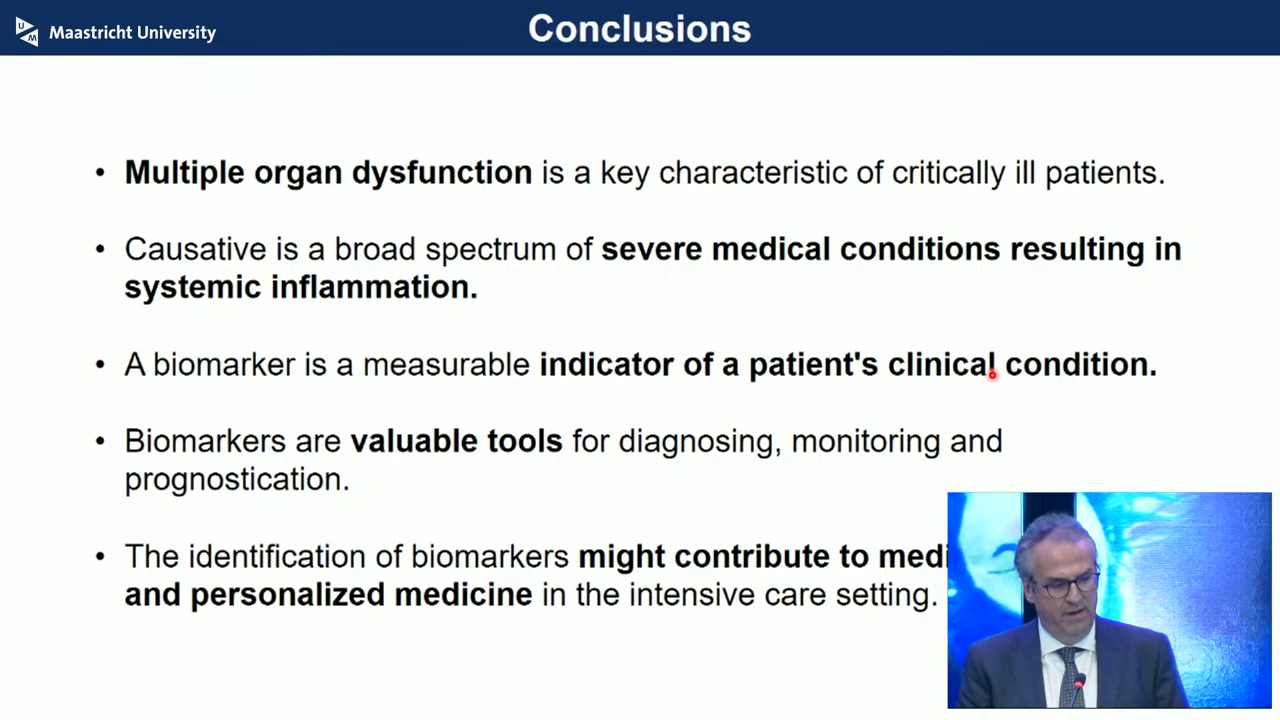 UM
Maastricht University
Conclusions
• Multiple organ dysfunction is a key characteristic of critically ill patients.
• Causative is a broad spectrum of severe medical conditions resulting in
systemic inflammation.
• A biomarker is a measurable indicator of a patient's clinical condition.
• Biomarkers are valuable tools for diagnosing, monitoring and
prognostication.
• The identification of biomarkers might contribute to
and personalized medicine in the intensive care setting.